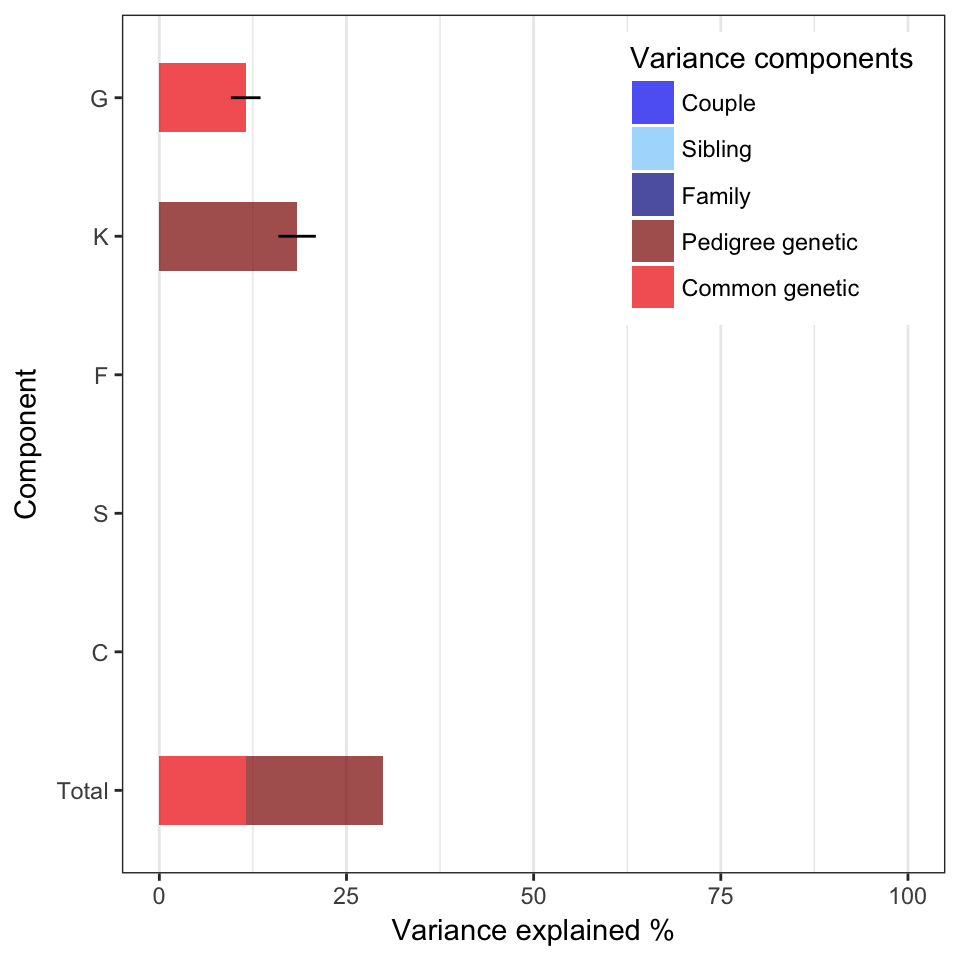 Variance components
Couple
Sibling
Family
Pedigree genetic
Common genetic
G
K
F
S
C
Total
Component
0 25 50 75 100
Variance explained %